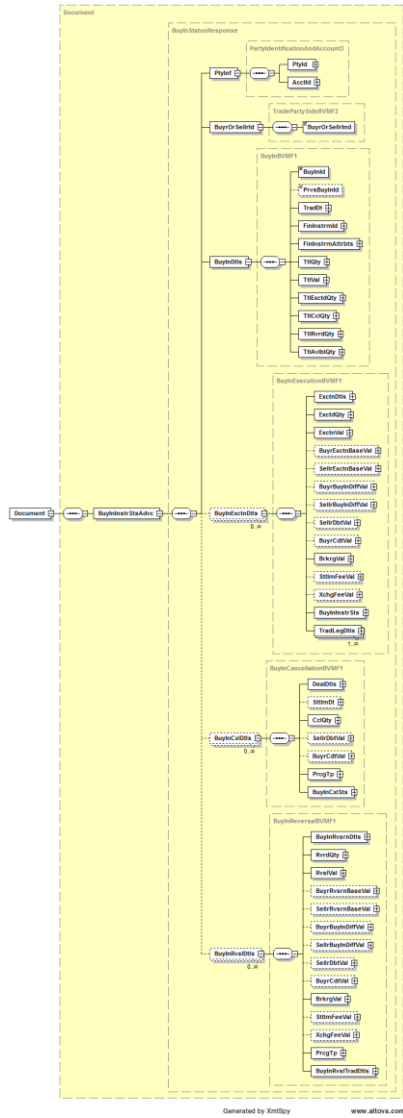 Document
BuyInStatusResponse
PartyIdentificationAndAccount3
PtyInf
PtyId
AcctId
TradePartySideBVMF2
BuyrOrSellrId
BuyrOrSellrInd
BuyInBVMF1
BuyInId
PrvsBuyInId
TradDt
FinInstrmId
FinInstrmAttrbts
BuyInDtls
TtlQty
TtlVal
TtlExctdQty
TtlCclQty
TtlRvrdQty
TtlAvlblQty
BuyInExecutionBVMF1
ExctnDtls
ExctdQty
ExctnVal
BuyrExctnBaseVal
SellrExctnBaseVal
BuyrBuyInDiffVal
SellrBuyInDiffVal
Document
BuyInInstrStsAdvc
BuyInExctnDtls
0..∞
SellrDbtVal
BuyrCdtVal
BrkrgVal
SttlmFeeVal
XchgFeeVal
BuyInInstrSts
TradLegDtls
1..∞
BuyInCancellationBVMF1
DealDtls
SttlmDt
CclQty
BuyInCxlDtls
0..∞
SellrDbtVal
BuyrCdtVal
PrcgTp
BuyInCxlSts
BuyInReversalBVMF1
BuyInRvsrnDtls
RvrdQty
RvslVal
BuyrRvsrnBaseVal
SellrRvsrnBaseVal
BuyrBuyInDiffVal
SellrBuyInDiffVal
BuyInRvslDtls
0..∞
SellrDbtVal
BuyrCdtVal
BrkrgVal
SttlmFeeVal
XchgFeeVal
PrcgTp
BuyInRvslTradDtls
Generated by XmlSpy
www.altova.com